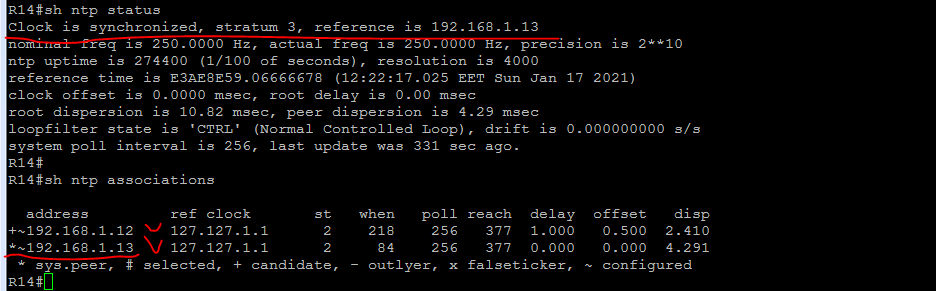 R14#sh ntp status
Clock is synchronized, stratum 3, reference is 192.168.1.13
nominal freq is 250.0000 Hz, actual freq is 250.0000 Hz, precision is 2**10
ntp uptime is 274400 (1/100 of seconds), resolution is 4000
reference time is E3AE8E59.06666678 (12:22:17.025 EET Sun Jan 17 2021)
clock offset is 0.0000 msec, root delay is 0.00 msec
root dispersion is 10.82 msec, peer dispersion is 4.29 msec
loopfilter state is 'CTRL' (Normal Controlled Loop), drift is 0.000000000 s/s
system poll interval is 256, last update was 331 sec ago.
R14#
R14#sh ntp associations
address ref clock st when poll reach delay offset disp
+~192.168.1.12 127.127.1.1 2 218 256 377 1.000 0.500 2.410
*~192.168.1.13 127.127.1.1 2 84 256 377 0.000 0.000 4.291
* sys.peer, # selected, + candidate, - outlyer, x falseticker, ~ configured
R14#